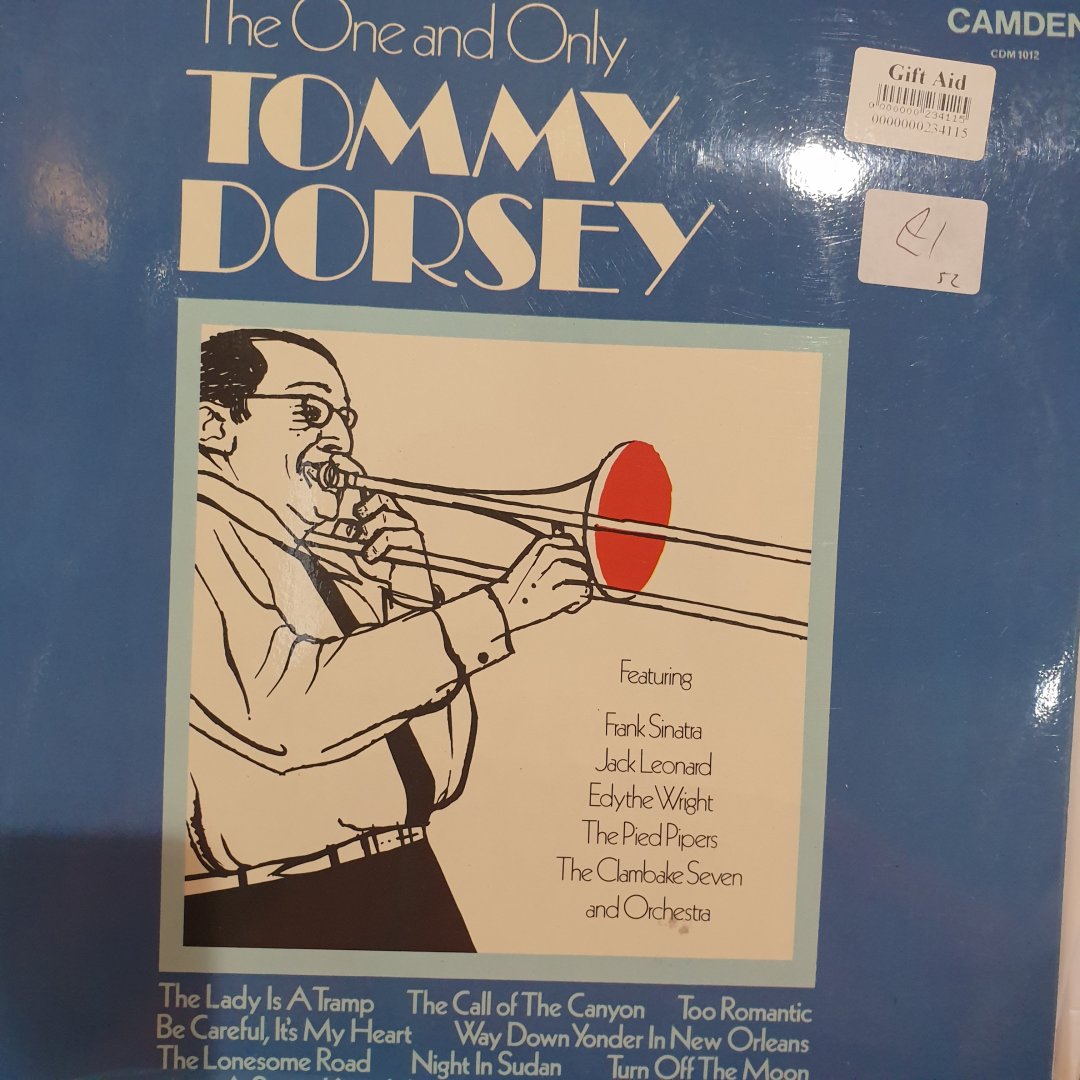 The One and Only
TOMMY
DORSEY
CAMDEN
CDM 1012
Gift Aid
0 000000 234115
0000000234115
£1
52
Featuring
Frank Sinatra
Jack Leonard
Edythe Wright
The Pied Pipers
The Clambake Seven
and Orchestra
The Lady Is A Tramp The Call of The Canyon Too Romantic
Be Careful, It's My Heart Way Down Yonder In New Orleans
The Lonesome Road Night In Sudan Turn Off The Moon